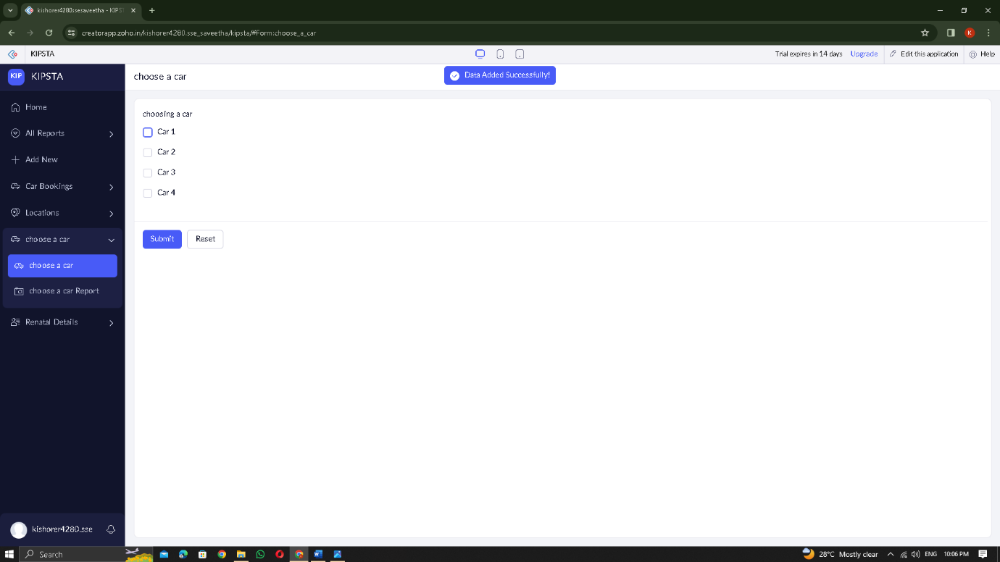 kishorer4280ssesaveetha - KIPST
creatorapp.zoho.in/kishorer4280.sse_saveetha/kipsta/#Form:choose_a_car
K
KIPSTA
Trial expires in 14 days Upgrade Edit this application Help
KIP KIPSTA
choose a car
Data Added Successfully!
Home
All Reports
Add New
Car Bookings
Locations
choose a car
choose a car
choose a car Report
Renatal Details
choosing a car
Car 1
Car 2
Car 3
Car 4
Submit Reset
kishorer4280.sse
Search
28°C Mostly clear ENG 10:06 PM